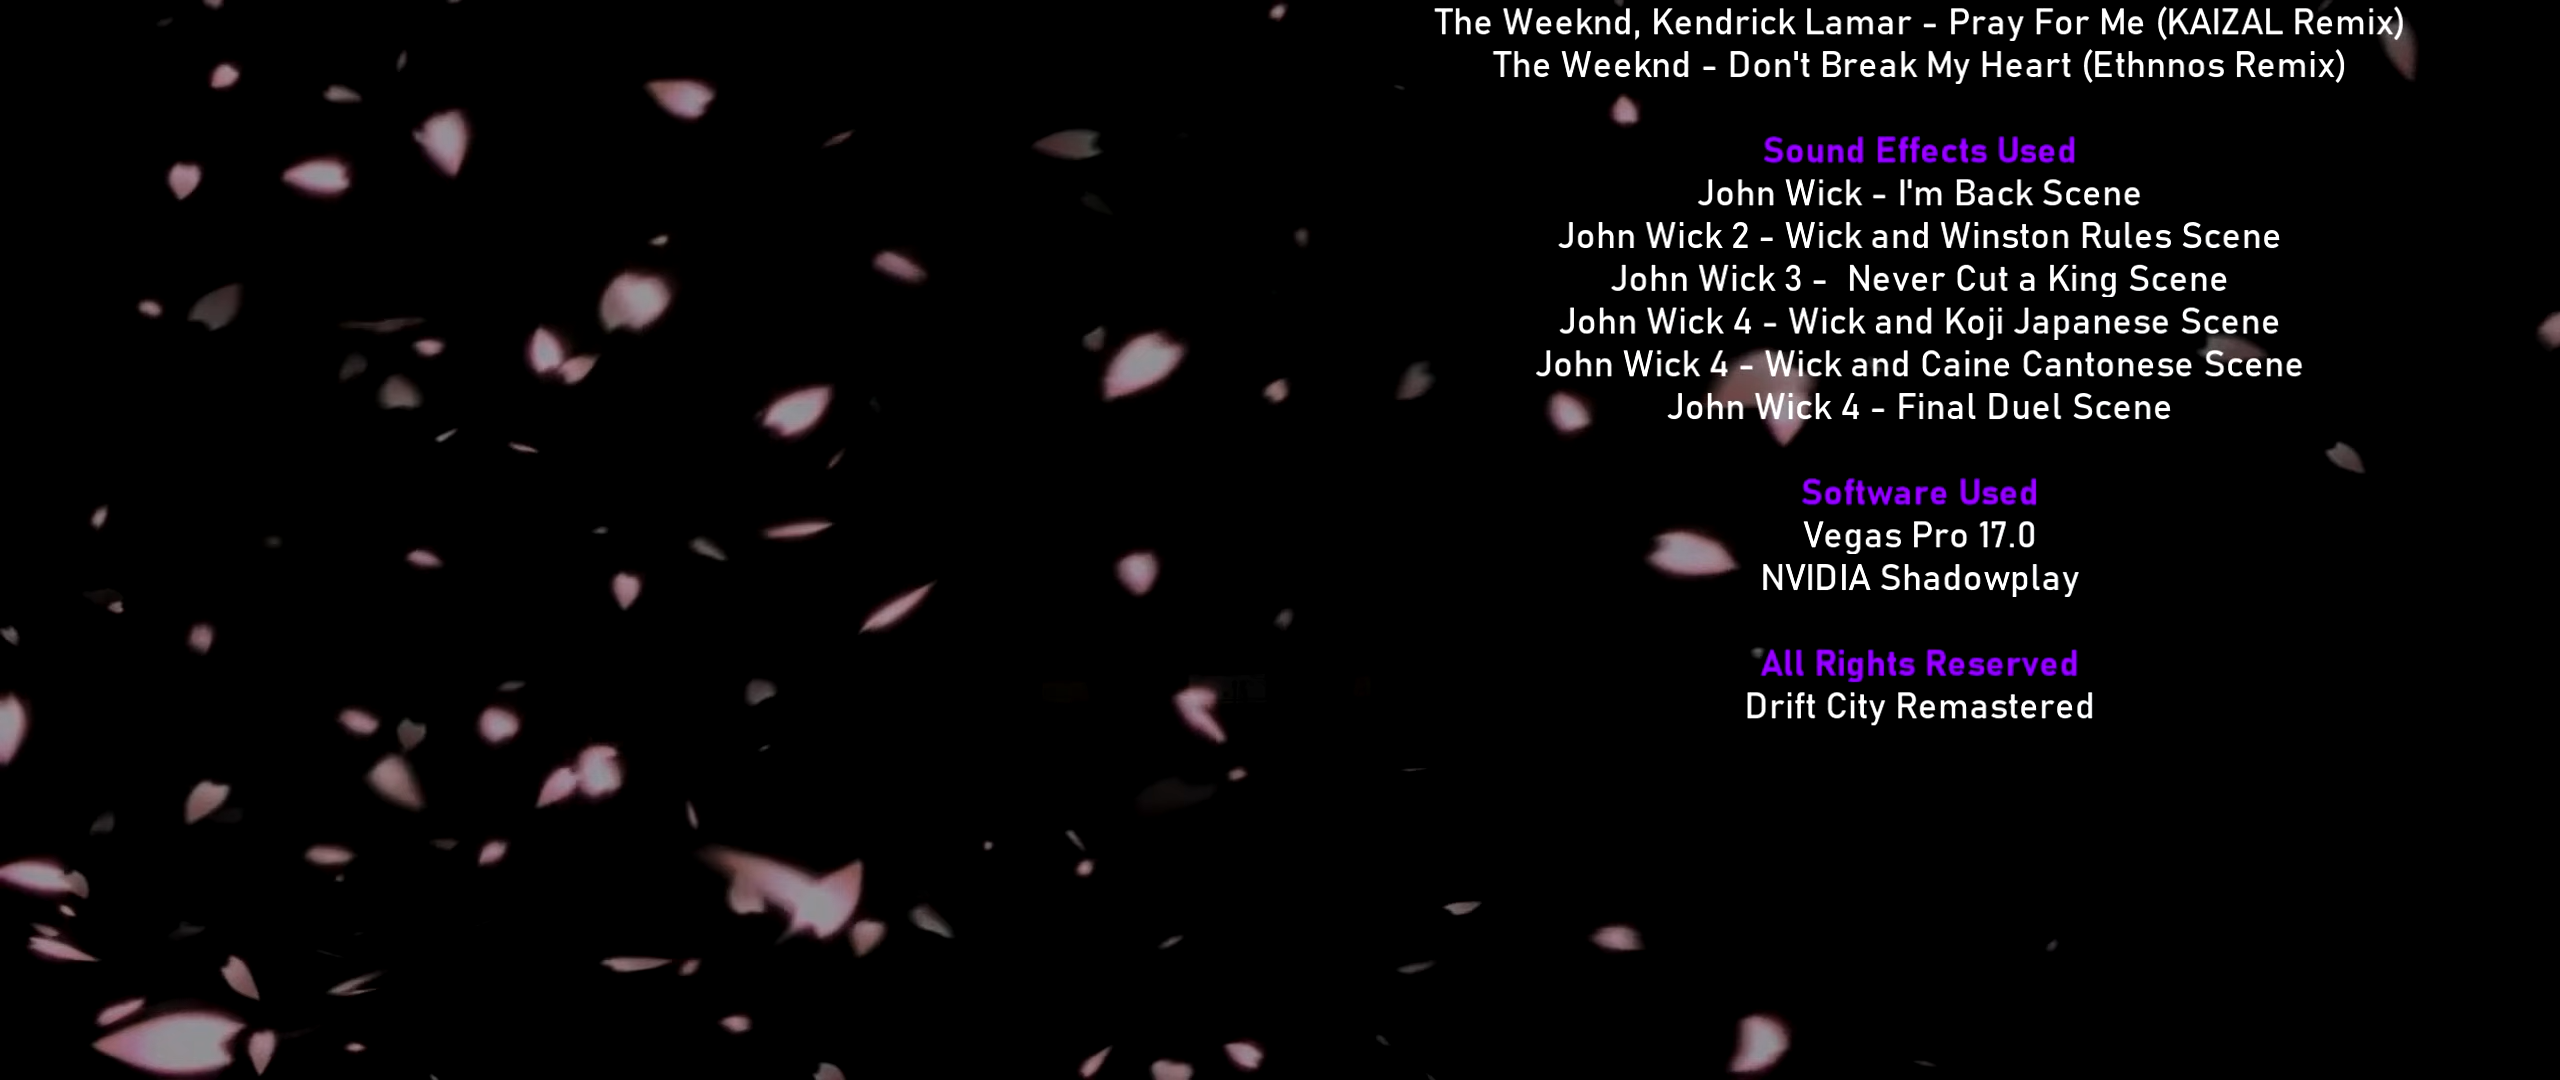 The Weeknd, Kendrick Lamar - Pray For Me (KAIZAL Remix)
The Weeknd - Don't Break My Heart (Ethnnos Remix)
Sound Effects Used
John Wick - I'm Back Scene
John Wick 2 - Wick and Winston Rules Scene
John Wick 3 -  Never Cut a King Scene
John Wick 4 - Wick and Koji Japanese Scene
John Wick 4 - Wick and Caine Cantonese Scene
John Wick 4 - Final Duel Scene
Software Used
Vegas Pro 17.0
NVIDIA Shadowplay
All Rights Reserved
Drift City Remastered